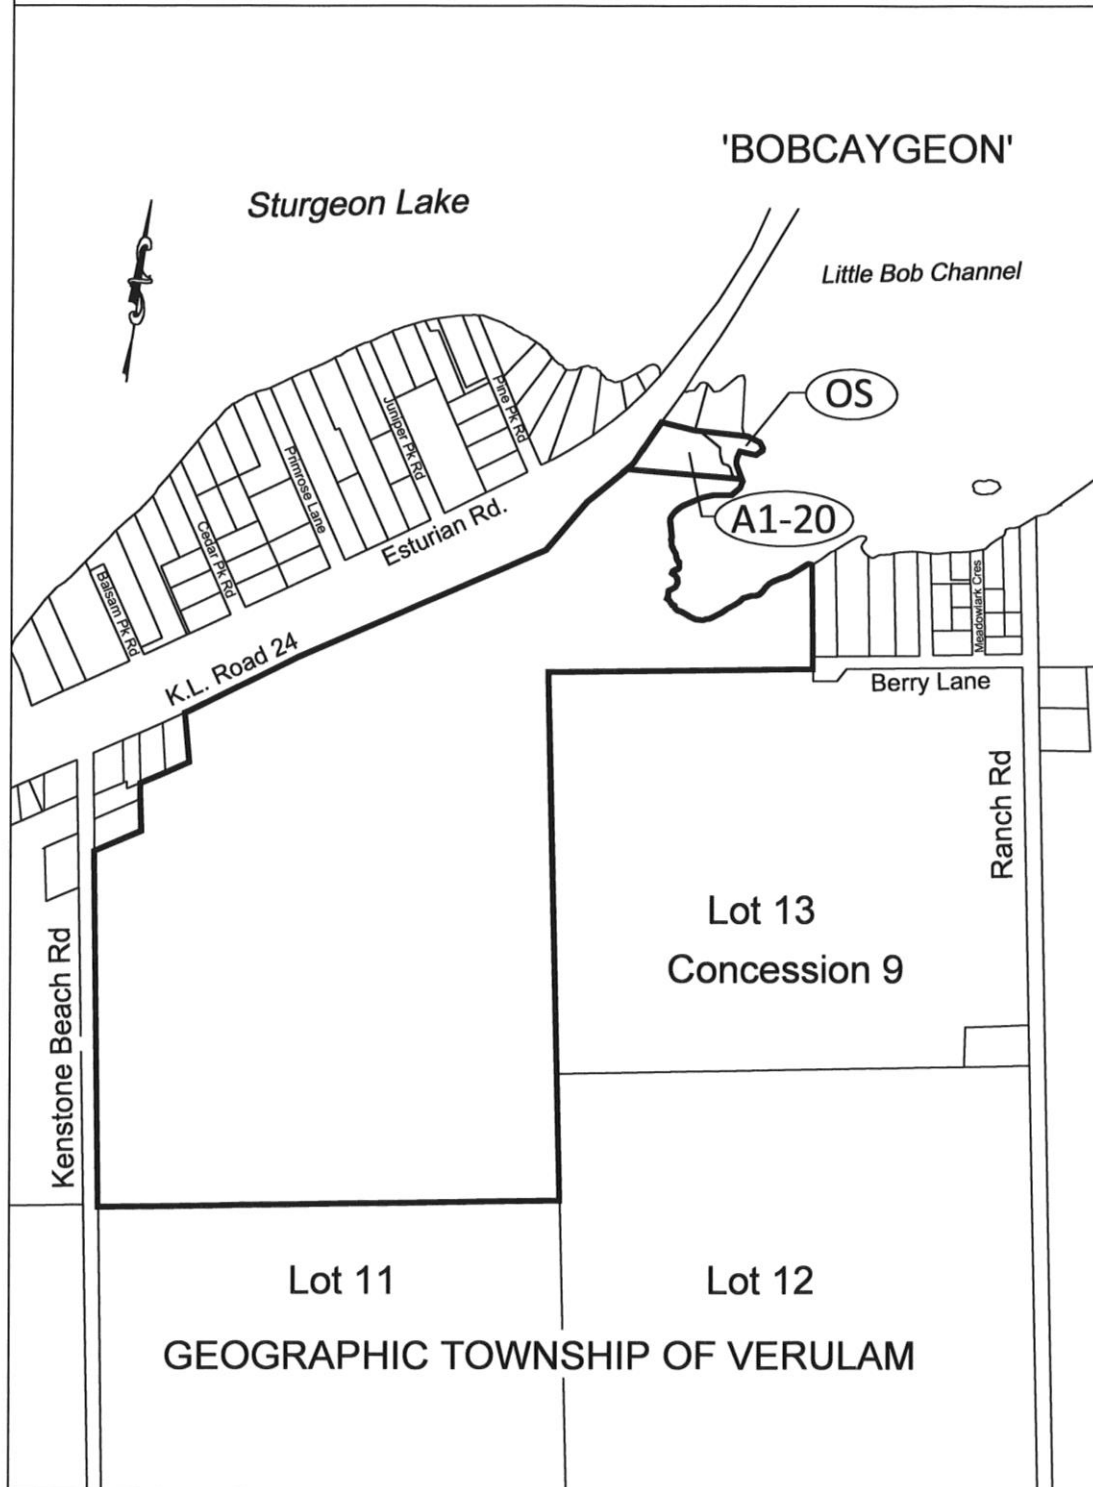 'BOBCAYGEON'
Sturgeon Lake
Little Bob Channel
OS
Pine Pk Rd
Juniper Pk Rd
Primrose Lane
A1-20
Esturian Rd.
Cedar Pk Rd
Balsam Pk Rd
Meadowlark Cres
K.L. Road 24
Berry Lane
Ranch Rd
Lot 13
Concession 9
Kenstone Beach Rd
Lot 11
Lot 12
GEOGRAPHIC TOWNSHIP OF VERULAM